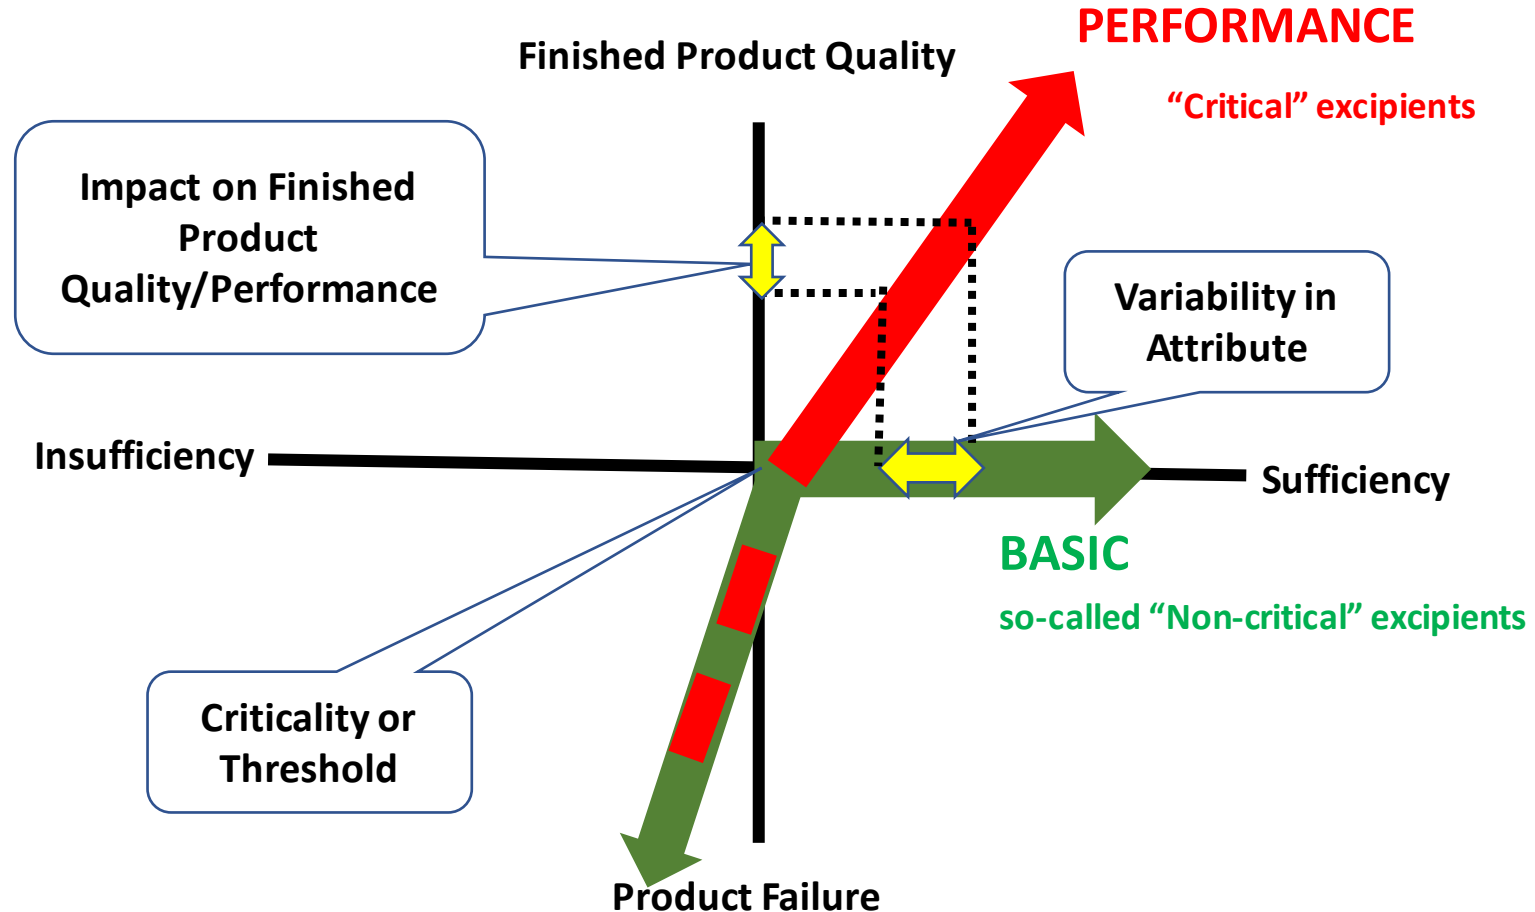 PERFORMANCE
Finished Product Quality
“Critical” excipients
Impact on Finished
Product
Quality/Performance
Variability in
Attribute
Insufficiency
Sufficiency
BASIC
so-called “Non-critical” excipients
Criticality or
Threshold
Product Failure